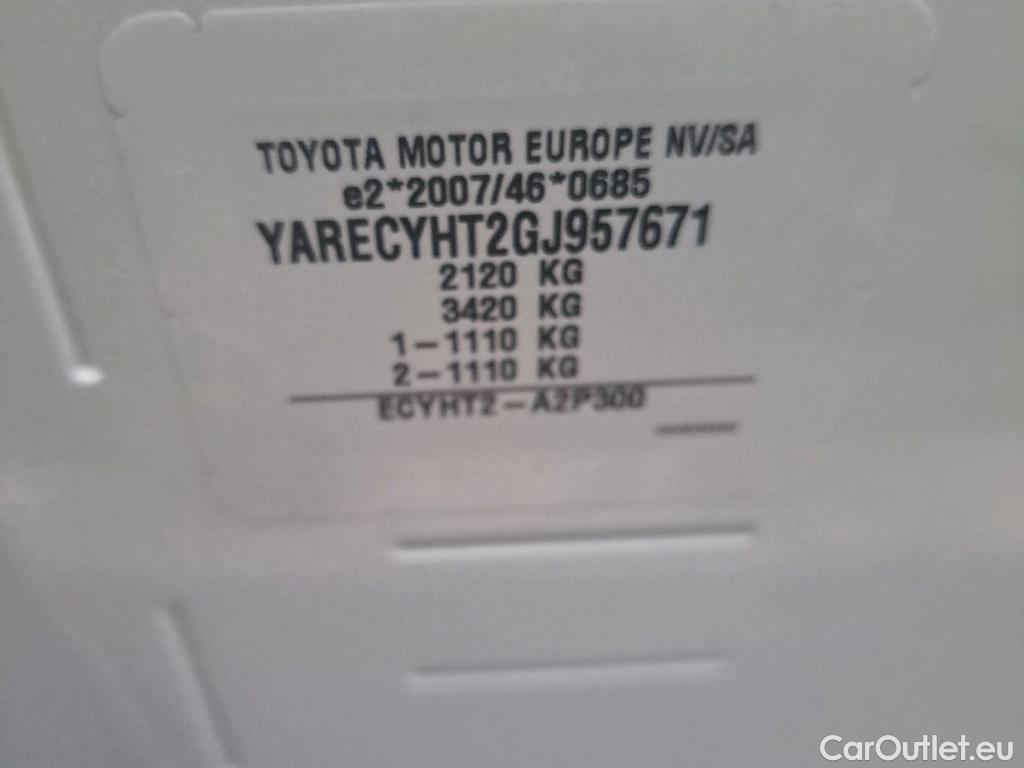 TOYOTA MOTOR EUROPE NV/SA
e2*2007/46*0685
YARECYHT2GJ957671
2120 KG
3420 KG
1-1110 KG
2-1110 KG
ECYHT2-A2P300
CarOutlet.eu